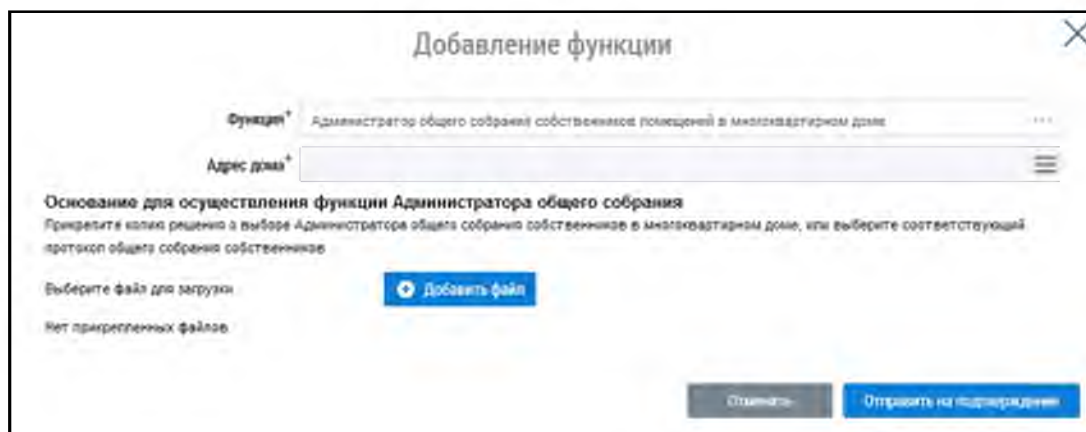 Добавление функции
Функция* Администратор общего собрания собственников помещений в многоквартирном доме ...
Адрес дома*
Основание для осуществления функции Администратора общего собрания
Прикрепите копию решения о выборе Администратора общего собрания собственников в многоквартирном доме, или выберите соответствующий
протокол общего собрания собственников
Выберите файл для загрузки Добавить файл
Нет прикрепленных файлов
Отменить Отправить на подтверждение